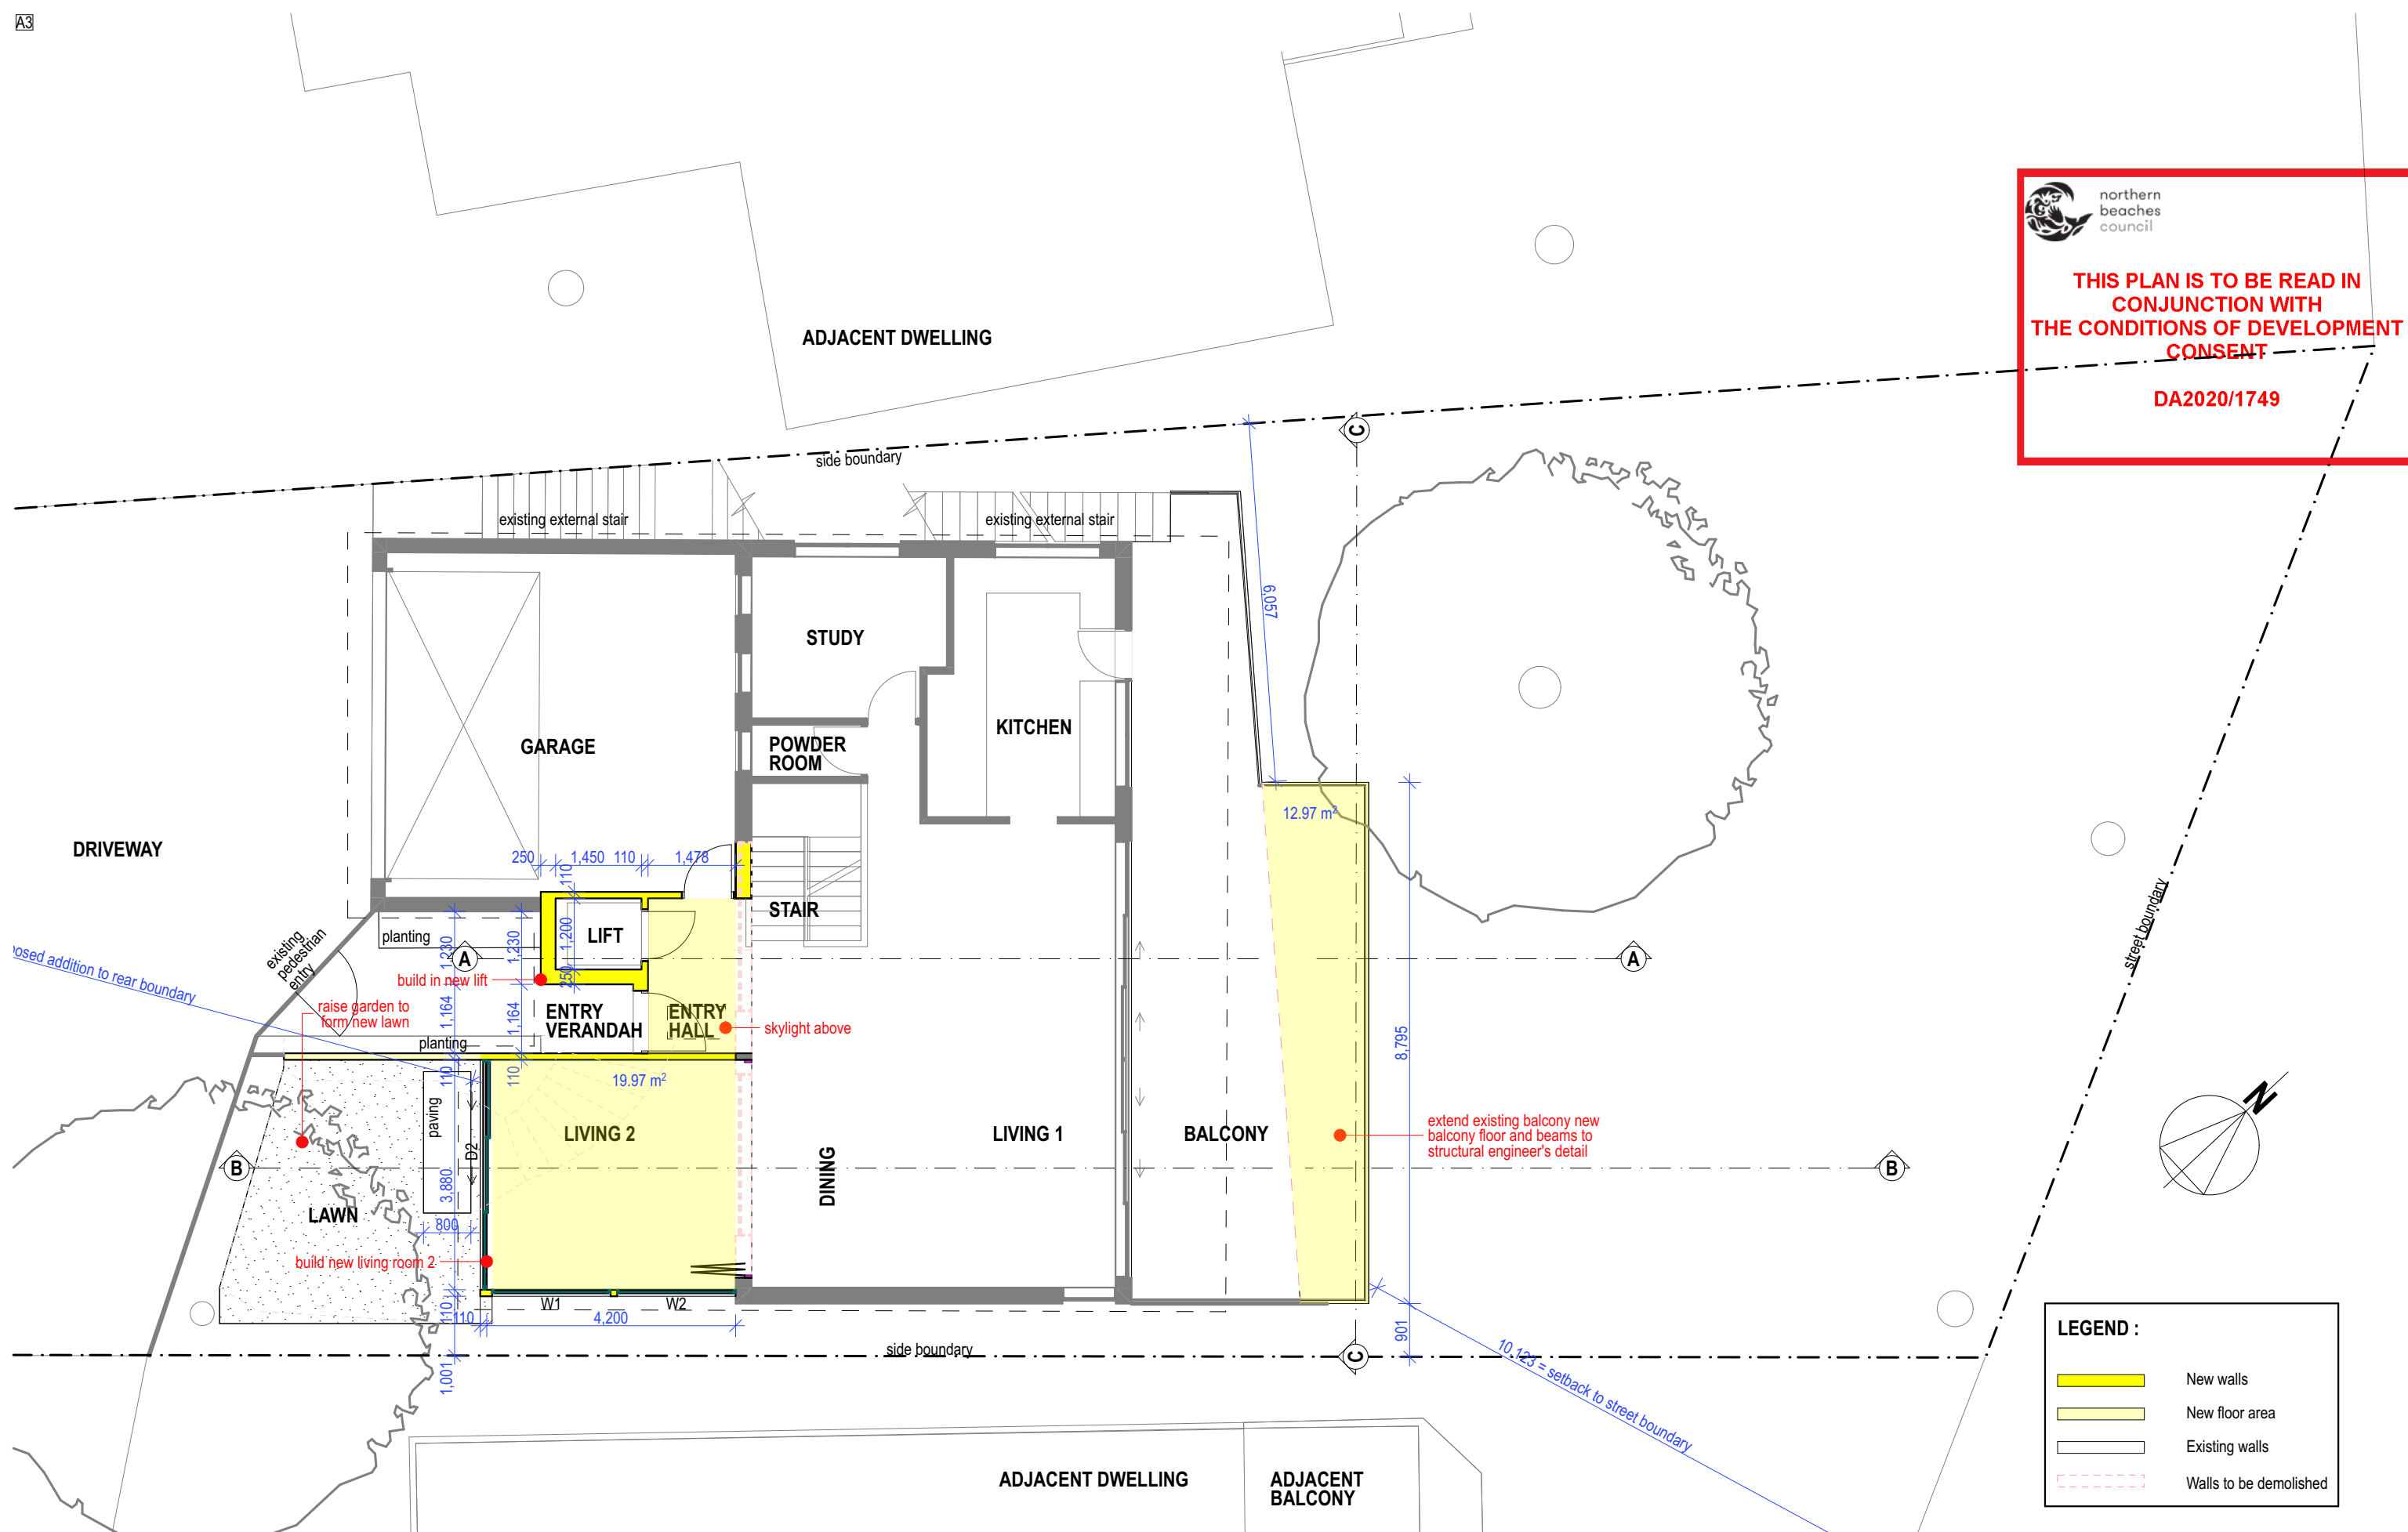 A3
northern
beaches
council
THIS PLAN IS TO BE READ IN
CONJUNCTION WITH
THE CONDITIONS OF DEVELOPMENT
CONSENT
DA2020/1749
ADJACENT DWELLING
C
side boundary
existing external stair
existing external stair
6,057
STUDY
KITCHEN
GARAGE
POWDER
ROOM
12.97 m²
DRIVEWAY
250
1,450
110
1,478
110
STAIR
LIFT
1,200
250
planting
1,230
1,230
existing
pedestrian
entry
A
A
street boundary
posed addition to rear boundary
build in new lift
raise garden to
form new lawn
1,164
1,164
ENTRY
VERANDAH
ENTRY
HALL
skylight above
planting
110
110
19.97 m²
8,795
N
paving
D2
LIVING 2
DINING
LIVING 1
BALCONY
extend existing balcony new
balcony floor and beams to
structural engineer's detail
B
B
3,880
LAWN
800
build new living room 2
W1
W2
110
110
4,200
901
1,001
side boundary
C
10,123 = setback to street boundary
ADJACENT DWELLING
ADJACENT
BALCONY
LEGEND :
New walls
New floor area
Existing walls
Walls to be demolished